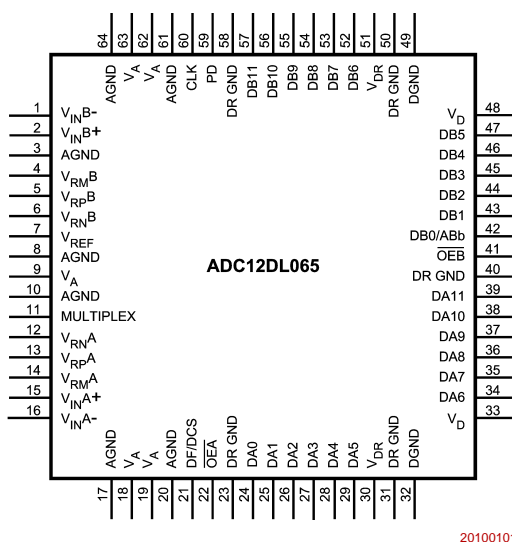 64 63 62 61 60 59 58 57 56 55 54 53 52 51 50 49
AGND VA VA AGND CLK PD DR GND DB11 DB10 DB9 DB8 DB7 DB6 VDR DR GND DGND
1 VINB-
2 VINB+
3 AGND
4 VRMB
5 VRPB
6 VRNB
7 VREF
8 AGND
9 VA
10 AGND
11 MULTIPLEX
12 VRNA
13 VRPA
14 VRMA
15 VINA+
16 VINA-
ADC12DL065
VD 48
DB5 47
DB4 46
DB3 45
DB2 44
DB1 43
DB0/ABb 42
OEB 41
DR GND 40
DA11 39
DA10 38
DA9 37
DA8 36
DA7 35
DA6 34
VD 33
AGND VA VA AGND DF/DCS OEA DR GND DA0 DA1 DA2 DA3 DA4 DA5 VDR DR GND DGND
17 18 19 20 21 22 23 24 25 26 27 28 29 30 31 32
20100101